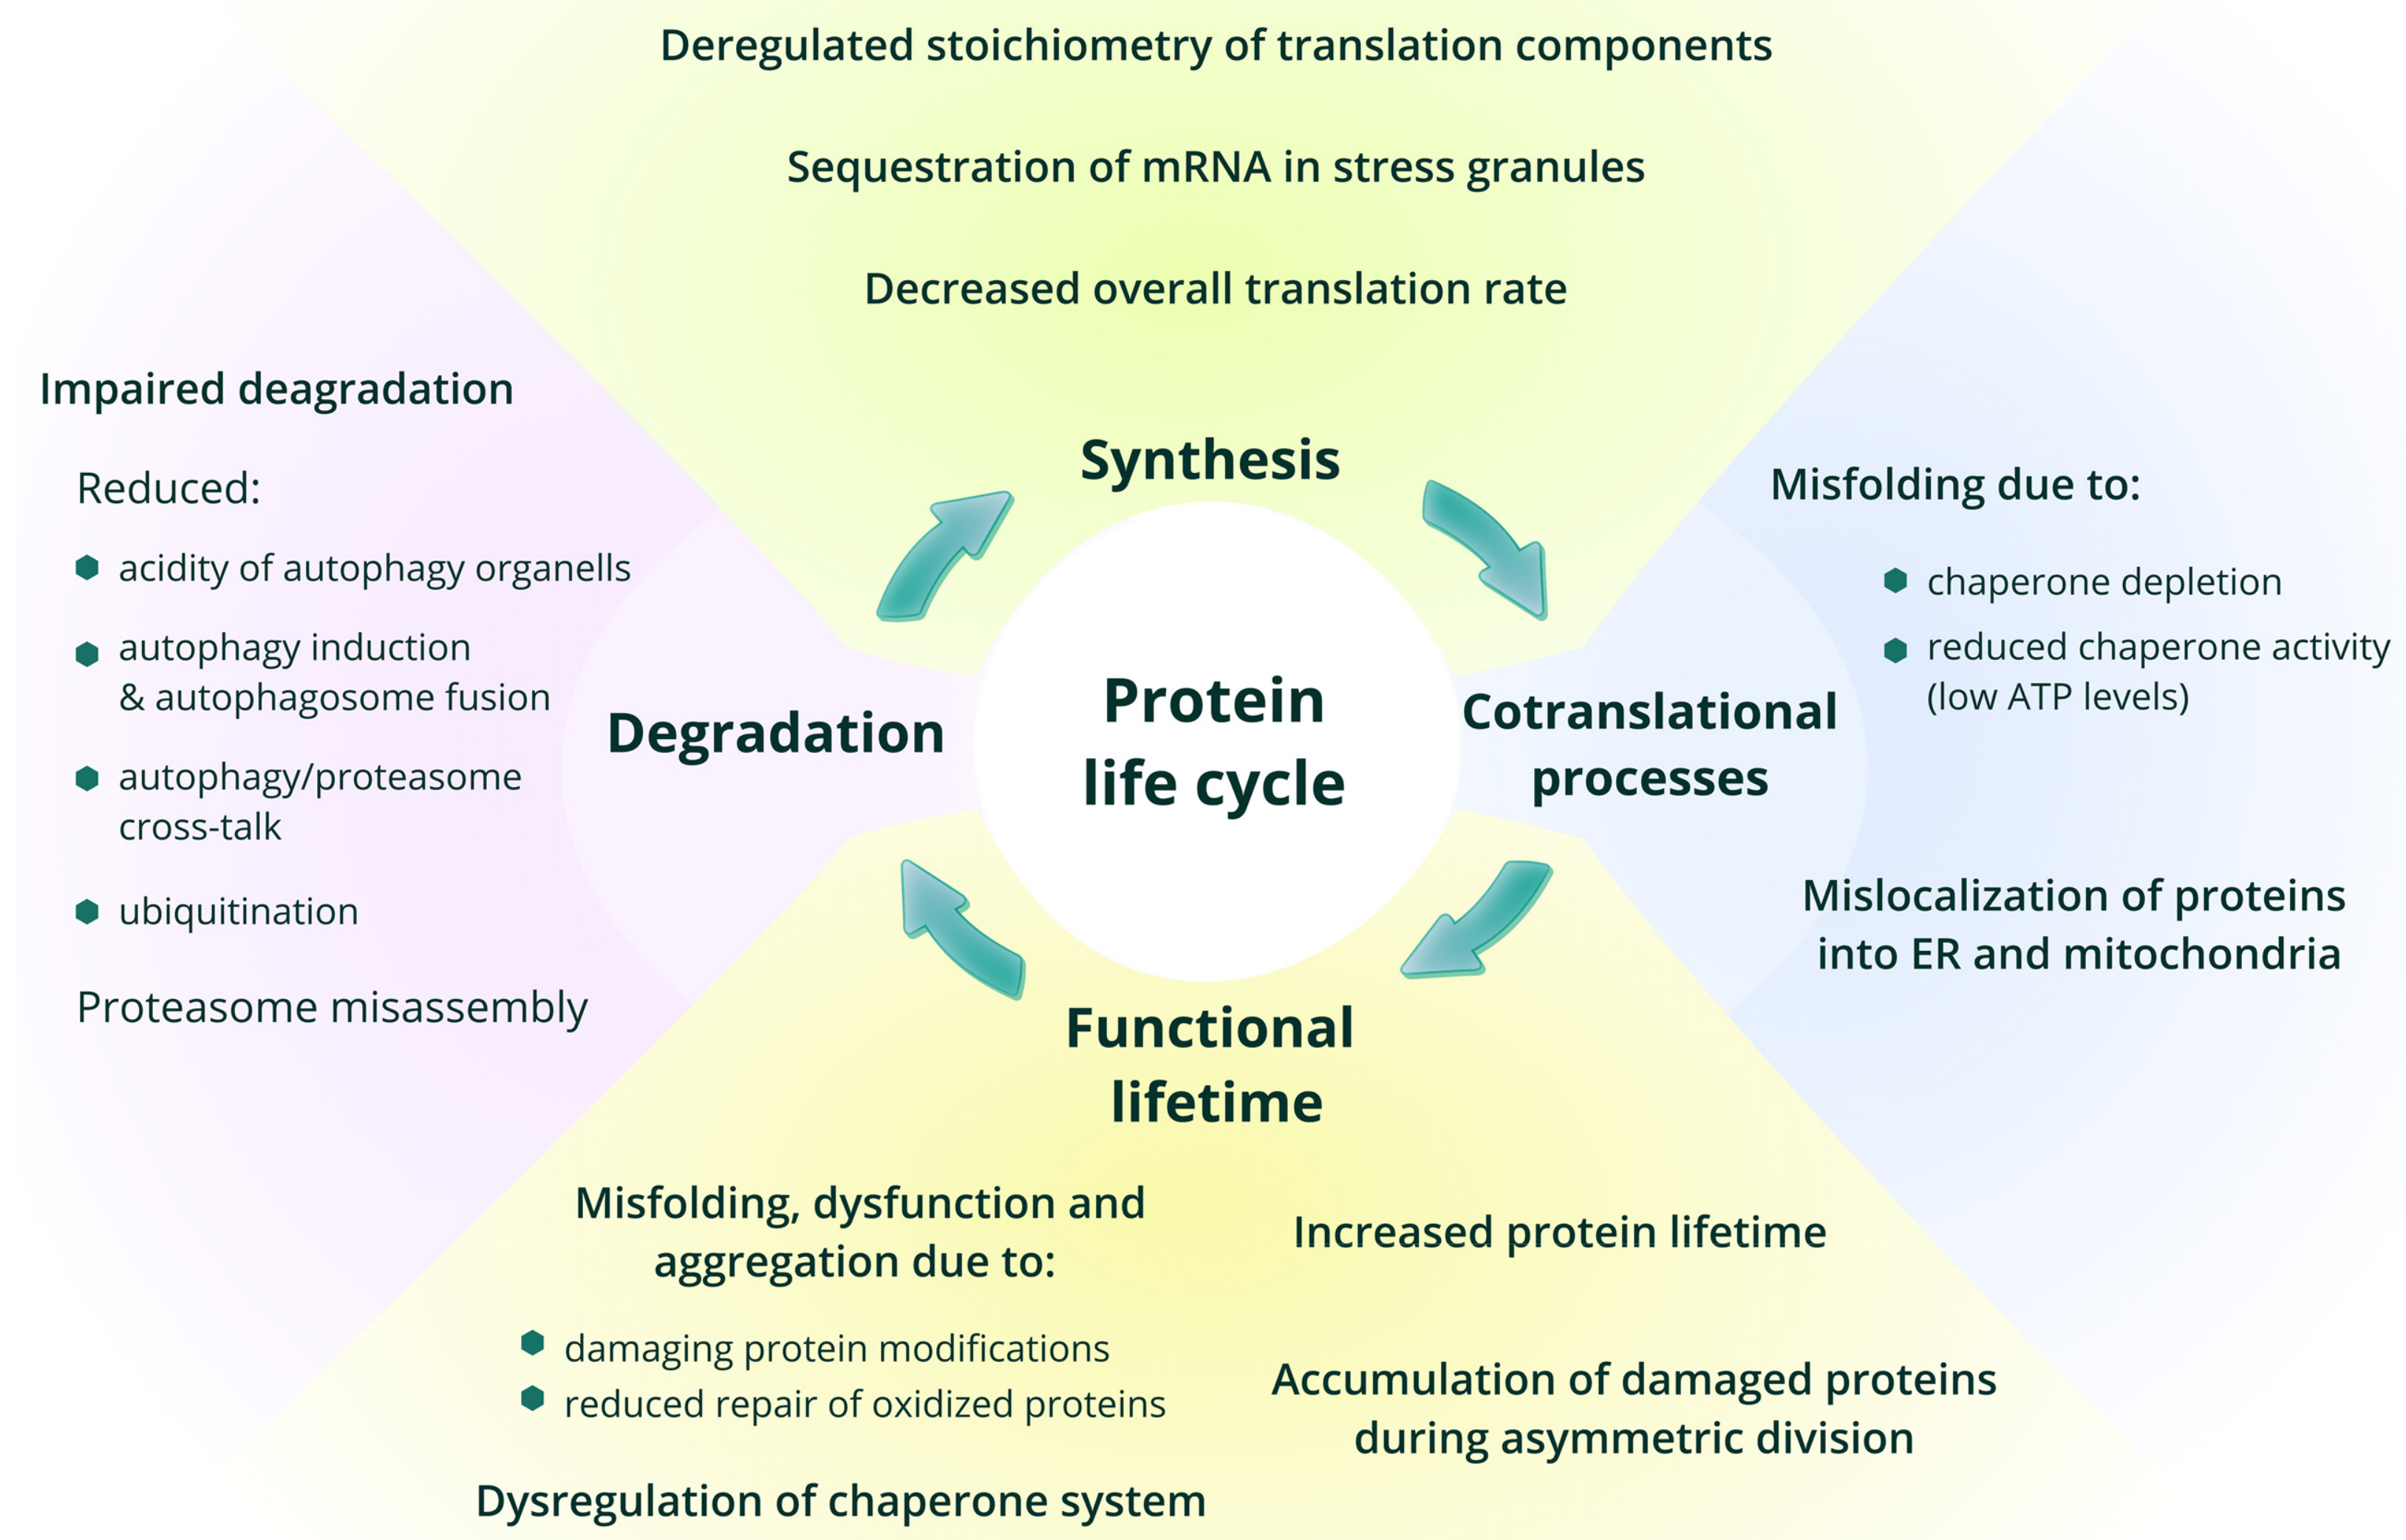 Deregulated stoichiometry of translation components
Sequestration of mRNA in stress granules
Decreased overall translation rate
Synthesis
Impaired deagradation
Reduced:
acidity of autophagy organells
autophagy induction
& autophagosome fusion
autophagy/proteasome
cross-talk
ubiquitination
Proteasome misassembly
Degradation
Protein
life cycle
Cotranslational
processes
Misfolding due to:
chaperone depletion
reduced chaperone activity
(low ATP levels)
Mislocalization of proteins
into ER and mitochondria
Functional
lifetime
Misfolding, dysfunction and
aggregation due to:
damaging protein modifications
reduced repair of oxidized proteins
Dysregulation of chaperone system
Increased protein lifetime
Accumulation of damaged proteins
during asymmetric division